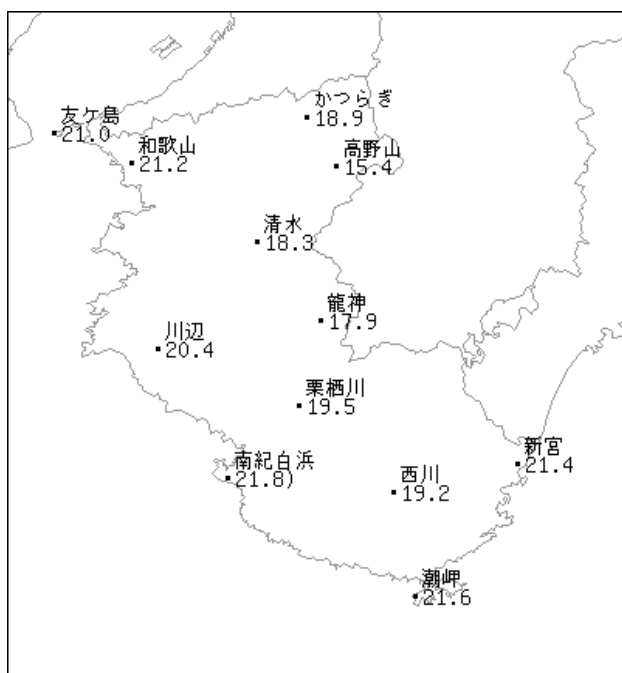 かつらぎ
18.9
友ケ島
21.0
和歌山
21.2
高野山
15.4
清水
18.3
龍神
17.9
川辺
20.4
栗栖川
19.5
新宮
21.4
南紀白浜
21.8)
西川
19.2
潮岬
21.6